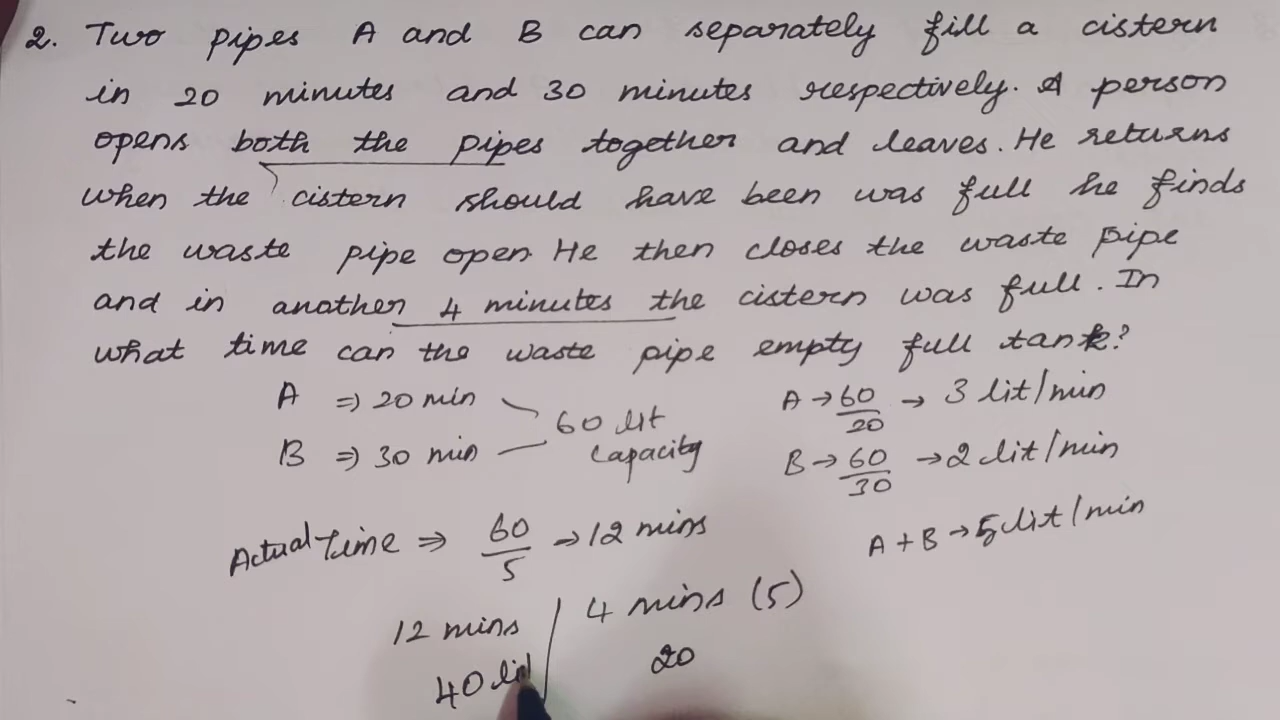 2. Two pipes A and B can separately fill a cistern
in 20 minutes and 30 minutes respectively. A person
opens both the pipes together and leaves. He returns
when the cistern should have been was full he finds
the waste pipe open. He then closes the waste pipe
and in another 4 minutes the cistern was full. In
what time can the waste pipe empty full tank?
A ⇒ 20 min
B ⇒ 30 min
60 lit
capacity
A → 60/20 → 3 lit/min
B → 60/30 → 2 lit/min
A + B → 5 lit/min
Actual Time ⇒ 60/5 → 12 mins
12 mins / 4 mins (5)
40 lit 20